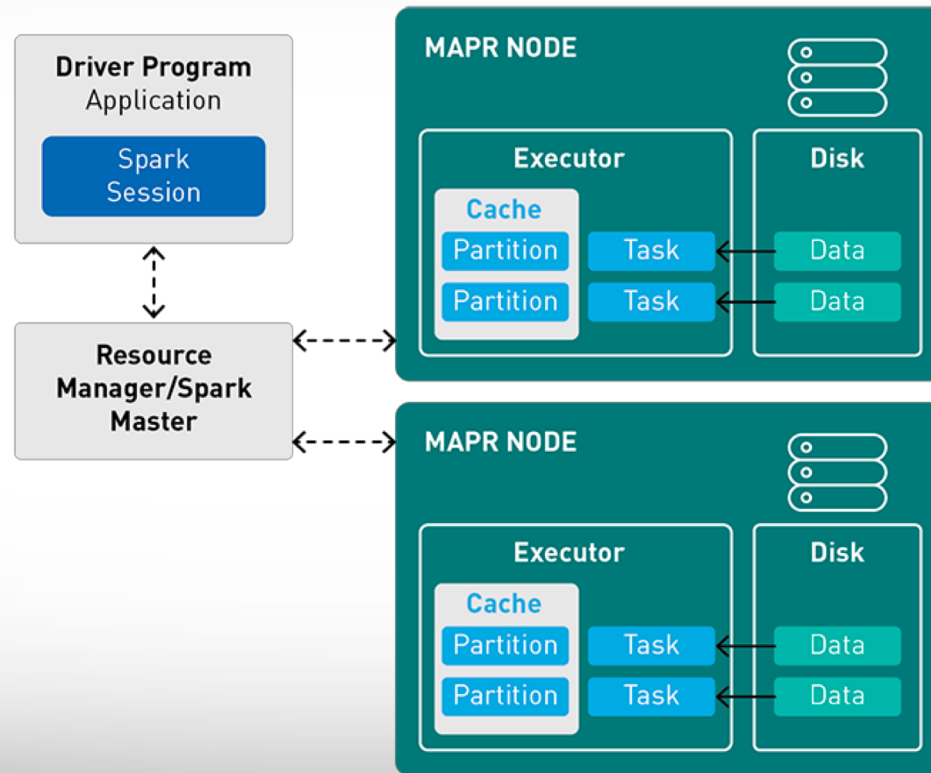 Driver Program
Application
Spark
Session
Resource
Manager/Spark
Master
MAPR NODE
Executor
Disk
Cache
Partition
Task
Data
Partition
Task
Data
MAPR NODE
Executor
Disk
Cache
Partition
Task
Data
Partition
Task
Data